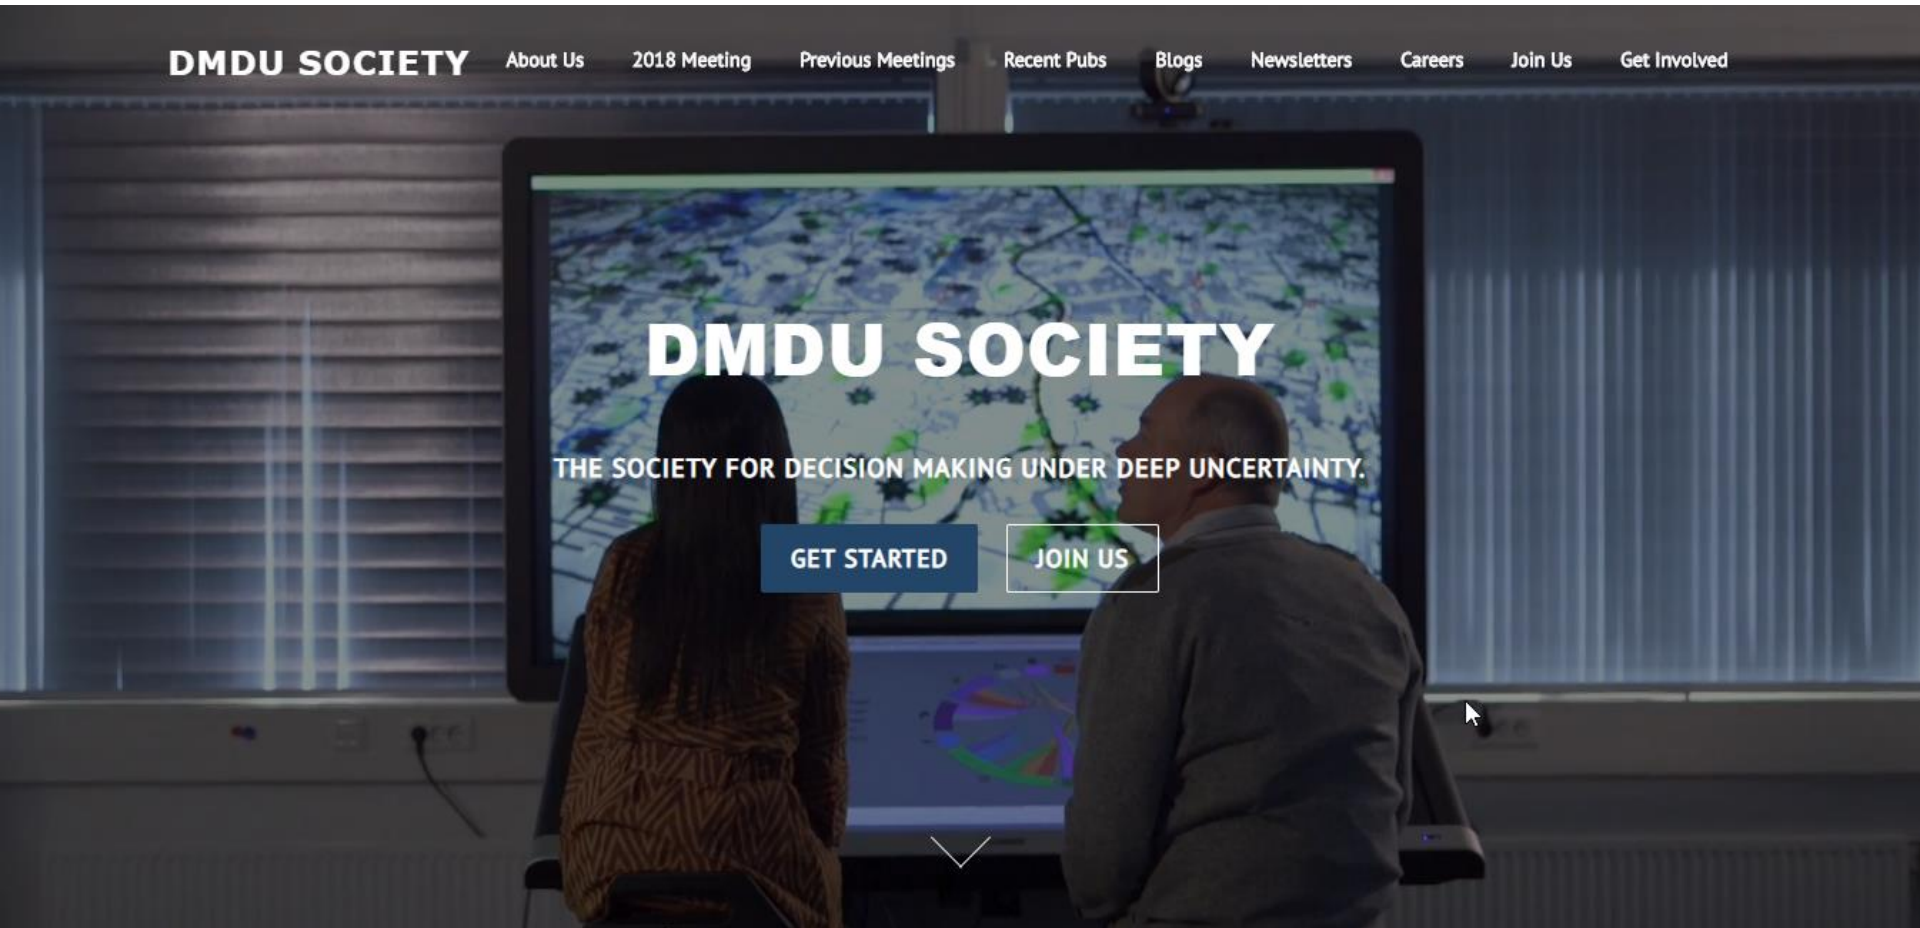 DMDU SOCIETY About Us 2018 Meeting Previous Meetings Recent Pubs Blogs Newsletters Careers Join Us Get Involved
DMDU SOCIETY
THE SOCIETY FOR DECISION MAKING UNDER DEEP UNCERTAINTY.
GET STARTED JOIN US